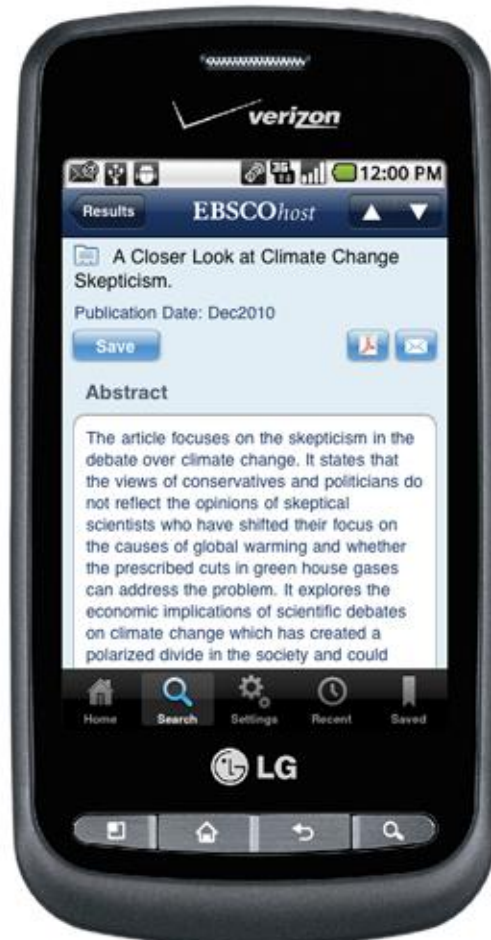 verizon
3G
12:00 PM
Results
EBSCOhost
A Closer Look at Climate Change
Skepticism.
Publication Date: Dec2010
Save
Abstract
The article focuses on the skepticism in the
debate over climate change. It states that
the views of conservatives and politicians do
not reflect the opinions of skeptical
scientists who have shifted their focus on
the causes of global warming and whether
the prescribed cuts in green house gases
can address the problem. It explores the
economic implications of scientific debates
on climate change which has created a
polarized divide in the society and could
Home
Search
Settings
Recent
Saved
LG